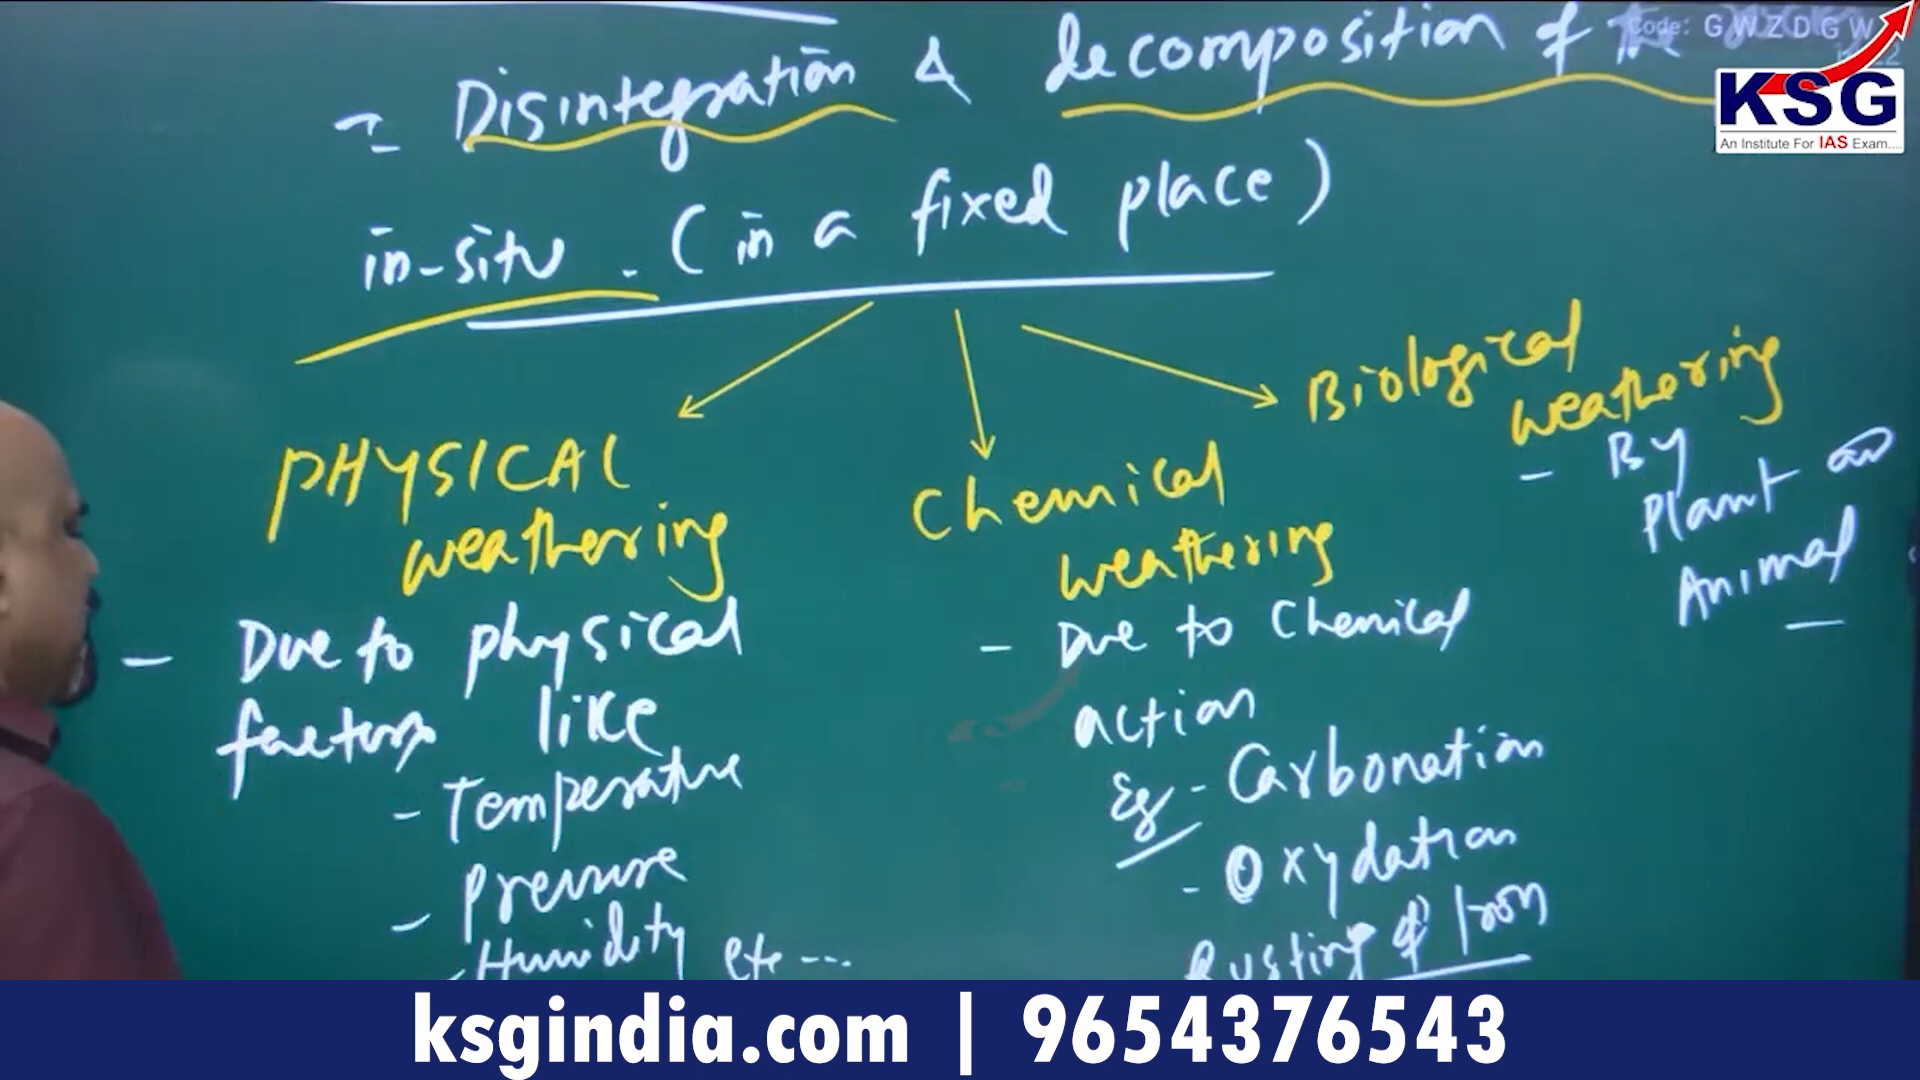 Code: GWZDGW
= Disintegration & decomposition of the
KSG
An Institute For IAS Exam....
in-situ. (in a fixed place)
Biological
weathering
- By
Plant and
Animal
PHYSICAL
weathering
Chemical
weathering
- Due to physical
factors like
- Temperature
- Pressure
- Humidity etc ---
- Due to Chemical
action
Eg - Carbonation
- Oxydation
Rusting of Iron
ksgindia.com | 9654376543